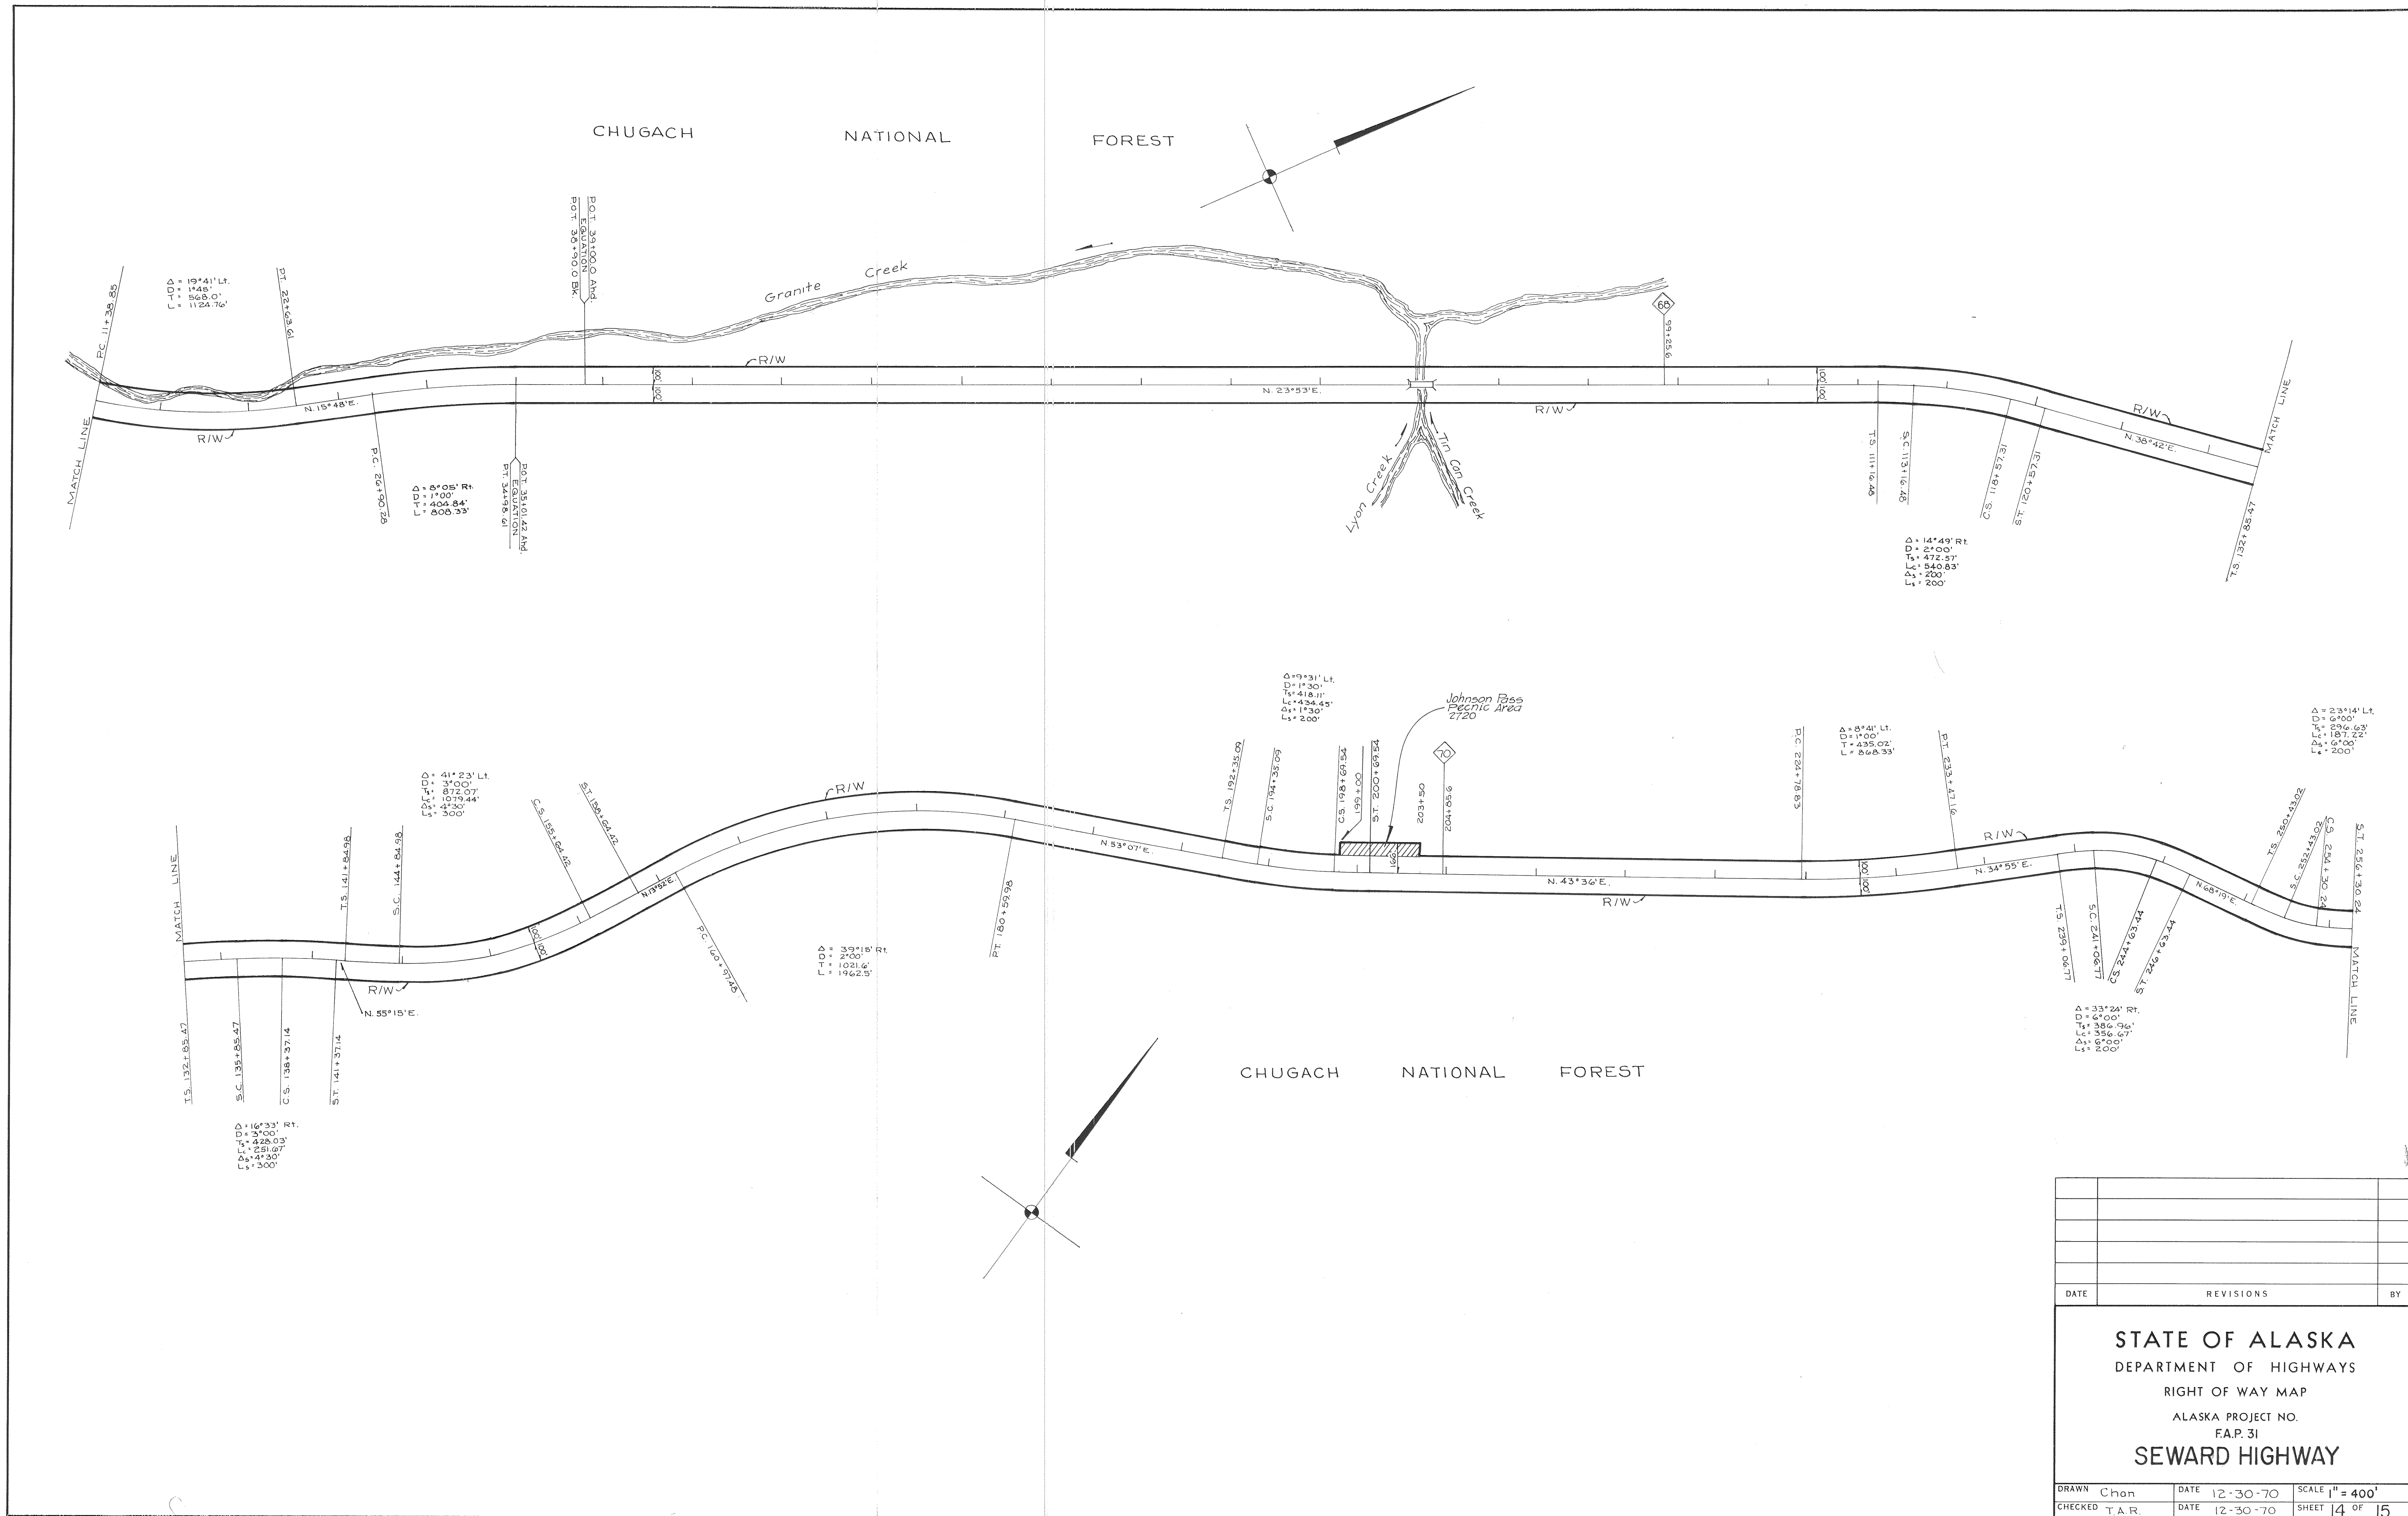 CHUGACH NATIONAL FOREST
P.C. 11+38.85
MATCH LINE
Δ = 19°41' Lt.
D = 1°45'
T = 568.0'
L = 1124.76'
P.T. 22+63.61
R/W
N. 15°48'E.
P.C. 26+90.28
Δ = 8°05' Rt.
D = 1°00'
T = 404.84'
L = 808.33'
P.O.T. 39+00.0 Ahd.
EQUATION
P.O.T. 38+90.0 Bk.
P.O.T. 35+01.42 Ahd.
EQUATION
P.T. 34+98.61
Granite Creek
R/W
100'
100'
N. 23°53'E.
Lyon Creek
Tin Can Creek
68
99+25.6
R/W
100'
100'
T.S. 111+16.48
S.C. 113+16.48
C.S. 118+57.31
S.T. 120+57.31
Δ = 14°49' Rt.
D = 2°00'
Ts = 472.57'
Lc = 540.83'
Δs = 2°00'
Ls = 200'
R/W
N. 38°42'E.
MATCH LINE
T.S. 132+85.47
MATCH LINE
T.S. 132+85.47
S.C. 135+85.47
C.S. 138+37.14
S.T. 141+37.14
Δ = 16°33' Rt.
D = 3°00'
Ts = 428.03'
Lc = 251.67'
Δs = 4°30'
Ls = 300'
T.S. 141+84.98
S.C. 144+84.98
N. 55°15'E.
R/W
Δ = 41°23' Lt.
D = 3°00'
Ts = 872.07'
Lc = 1079.44'
Δs = 4°30'
Ls = 300'
C.S. 155+64.42
S.T. 158+64.42
100'
100'
N. 13°52'E.
P.C. 160+97.48
R/W
Δ = 39°15' Rt.
D = 2°00'
T = 1021.6'
L = 1962.5'
P.T. 180+59.98
N. 53°07'E.
T.S. 192+35.09
S.C. 194+35.09
Δ = 9°31' Lt.
D = 1°30'
Ts = 418.11'
Lc = 434.45'
Δs = 1°30'
Ls = 200'
C.S. 198+69.54
199+00
S.T. 200+69.54
Johnson Pass
Pecnic Area
2720
203+50
70
204+85.6
N. 43°36'E.
R/W
P.C. 224+78.83
Δ = 8°41' Lt.
D = 1°00'
T = 435.02'
L = 868.33'
100'
100'
P.T. 233+47.16
R/W
N. 34°55'E.
T.S. 239+06.77
S.C. 241+06.77
C.S. 244+63.44
S.T. 246+63.44
Δ = 33°24' Rt.
D = 6°00'
Ts = 386.96'
Lc = 356.67'
Δs = 6°00'
Ls = 200'
N. 68°19'E.
T.S. 250+43.02
S.C. 252+43.02
C.S. 254+30.24
S.T. 256+30.24
Δ = 23°14' Lt.
D = 6°00'
Ts = 296.63'
Lc = 187.22'
Δs = 6°00'
Ls = 200'
MATCH LINE
CHUGACH NATIONAL FOREST
DATE REVISIONS BY
STATE OF ALASKA
DEPARTMENT OF HIGHWAYS
RIGHT OF WAY MAP
ALASKA PROJECT NO.
F.A.P. 31
SEWARD HIGHWAY
DRAWN Chan DATE 12-30-70 SCALE 1" = 400'
CHECKED T.A.R. DATE 12-30-70 SHEET 14 OF 15